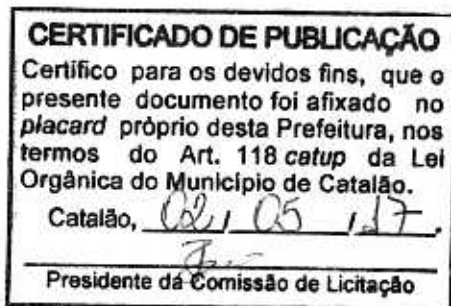 CERTIFICADO DE PUBLICAÇÃO
Certifico para os devidos fins, que o
presente documento foi afixado no
placard próprio desta Prefeitura, nos
termos do Art. 118 catup da Lei
Orgânica do Município de Catalão.
Catalão, 02 / 05 / 17.
Presidente da Comissão de Licitação